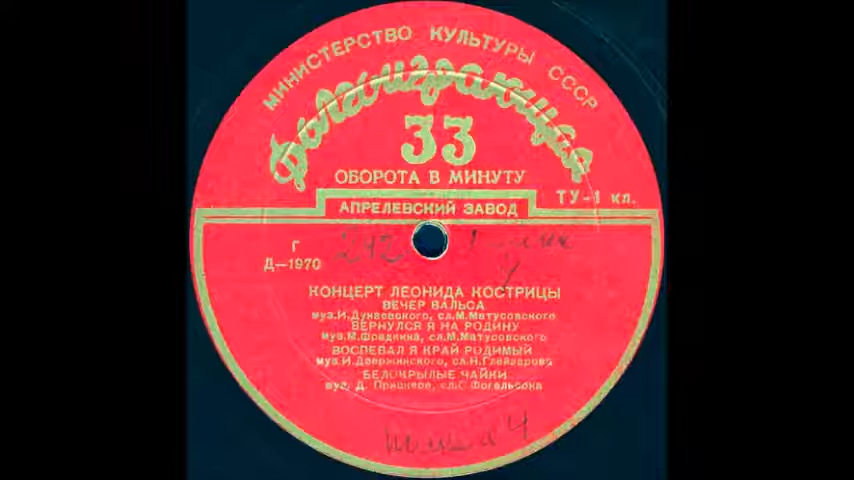 МИНИСТЕРСТВО КУЛЬТУРЫ СССР
Долгоиграющая
33
ОБОРОТА В МИНУТУ
ТУ-1 кл.
АПРЕЛЕВСКИЙ ЗАВОД
Г
Д—1970
242
КОНЦЕРТ ЛЕОНИДА КОСТРИЦЫ
ВЕЧЕР ВАЛЬСА
муз.И.Дунаевского, сл.М.Матусовского
ВЕРНУЛСЯ Я НА РОДИНУ
муз.М.Фрадкина, сл.М.Матусовского
ВОСПЕВАЛ Я КРАЙ РОДИМЫЙ
муз.И.Дзержинского, сл.Н.Глейзарова
БЕЛОКРЫЛЫЕ ЧАЙКИ
муз. Д. сл.С.Фогельсона